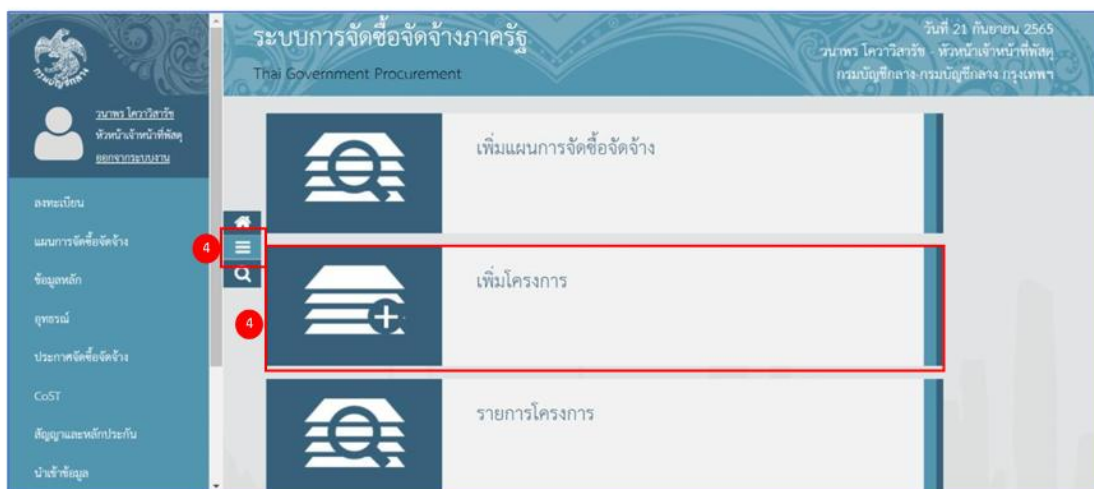 กรมบัญชีกลาง
วนาพร โควาวิสารัช
หัวหน้าเจ้าหน้าที่พัสดุ
ออกจากระบบงาน
ลงทะเบียน
แผนการจัดซื้อจัดจ้าง
ข้อมูลหลัก
อุทธรณ์
ประกาศจัดซื้อจัดจ้าง
CoST
สัญญาและหลักประกัน
นำเข้าข้อมูล
ระบบการจัดซื้อจัดจ้างภาครัฐ
Thai Government Procurement
วันที่ 21 กันยายน 2565
วนาพร โควาวิสารัช - หัวหน้าเจ้าหน้าที่พัสดุ
กรมบัญชีกลาง กรมบัญชีกลาง กรุงเทพฯ
เพิ่มแผนการจัดซื้อจัดจ้าง
4
4
เพิ่มโครงการ
รายการโครงการ